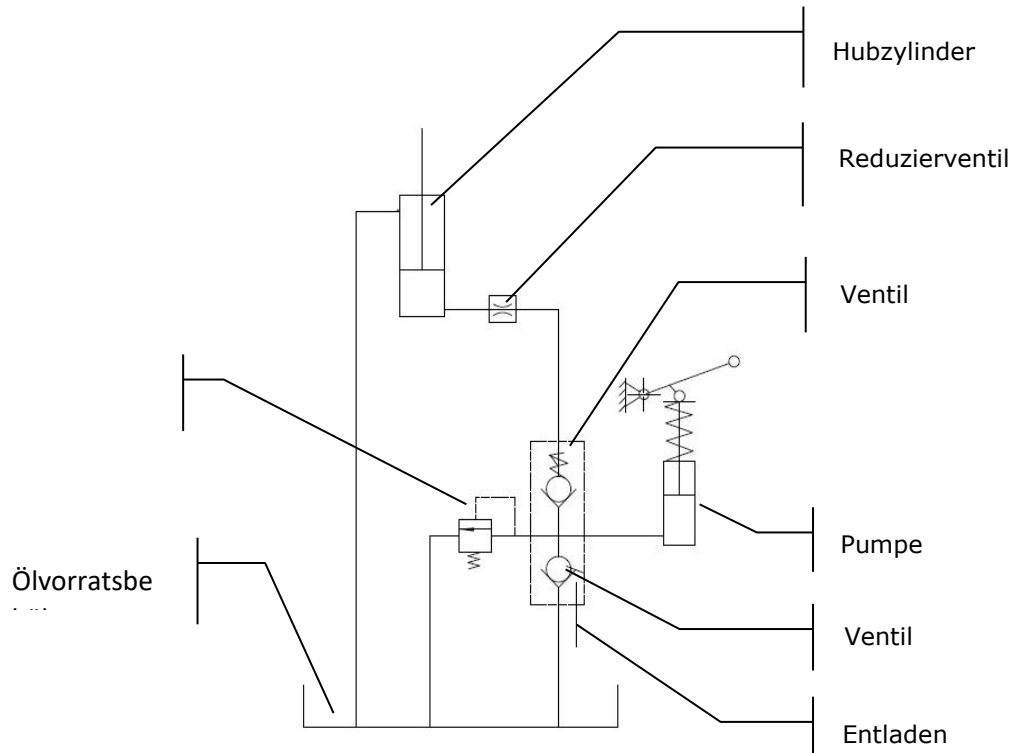 Hubzylinder
Reduzierventil
Ventil
Pumpe
Ölvorratsbe
Ventil
Entladen